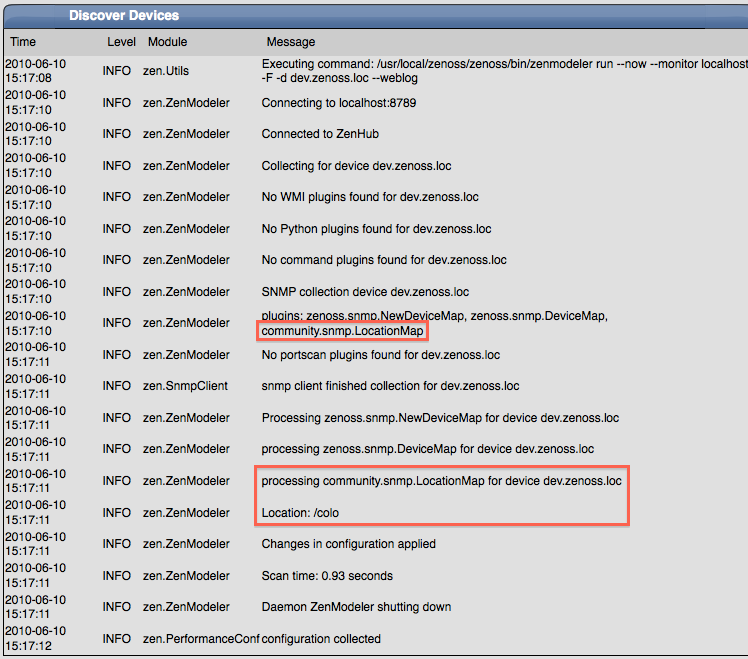 Discover Devices
Time Level Module Message
2010-06-10 15:17:08 INFO zen.Utils Executing command: /usr/local/zenoss/zenoss/bin/zenmodeler run --now --monitor localhost
-F -d dev.zenoss.loc --weblog
2010-06-10 15:17:10 INFO zen.ZenModeler Connecting to localhost:8789
2010-06-10 15:17:10 INFO zen.ZenModeler Connected to ZenHub
2010-06-10 15:17:10 INFO zen.ZenModeler Collecting for device dev.zenoss.loc
2010-06-10 15:17:10 INFO zen.ZenModeler No WMI plugins found for dev.zenoss.loc
2010-06-10 15:17:10 INFO zen.ZenModeler No Python plugins found for dev.zenoss.loc
2010-06-10 15:17:10 INFO zen.ZenModeler No command plugins found for dev.zenoss.loc
2010-06-10 15:17:10 INFO zen.ZenModeler SNMP collection device dev.zenoss.loc
2010-06-10 15:17:10 INFO zen.ZenModeler plugins: zenoss.snmp.NewDeviceMap, zenoss.snmp.DeviceMap,
community.snmp.LocationMap
2010-06-10 15:17:11 INFO zen.ZenModeler No portscan plugins found for dev.zenoss.loc
2010-06-10 15:17:11 INFO zen.SnmpClient snmp client finished collection for dev.zenoss.loc
2010-06-10 15:17:11 INFO zen.ZenModeler Processing zenoss.snmp.NewDeviceMap for device dev.zenoss.loc
2010-06-10 15:17:11 INFO zen.ZenModeler processing zenoss.snmp.DeviceMap for device dev.zenoss.loc
2010-06-10 15:17:11 INFO zen.ZenModeler processing community.snmp.LocationMap for device dev.zenoss.loc
2010-06-10 15:17:11 INFO zen.ZenModeler Location: /colo
2010-06-10 15:17:11 INFO zen.ZenModeler Changes in configuration applied
2010-06-10 15:17:11 INFO zen.ZenModeler Scan time: 0.93 seconds
2010-06-10 15:17:11 INFO zen.ZenModeler Daemon ZenModeler shutting down
2010-06-10 15:17:12 INFO zen.PerformanceConf configuration collected